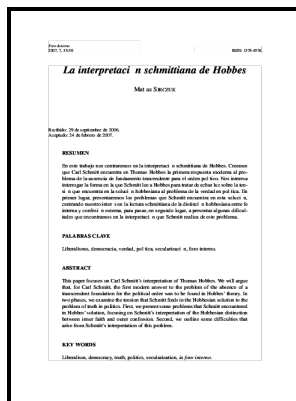 Foro Interno
2007, 7, 35-50
ISSN: 1578-4576
La interpretaci n schmittiana de Hobbes
Mat as SIRCZUK
Recibido: 29 de septiembre de 2006.
Aceptado: 24 de febrero de 2007.
RESUMEN
En este trabajo nos centraremos en la interpretaci n schmittiana de Hobbes. Creemos
que Carl Schmitt encuentra en Thomas Hobbes la primera respuesta moderna al pro-
blema de la ausencia de fundamento trascendente para el orden pol tico. Nos interesa
interrogar la forma en la que Schmitt lee a Hobbes para tratar de echar luz sobre la ten-
si n que encuentra en la soluci n hobbesiana al problema de la verdad en pol tica. En
primer lugar, presentaremos los problemas que Schmitt encuentra en esta soluci n,
centrando nuestro inter s en la lectura schmittiana de la distinci n hobbesiana entre fe
interna y confesi n externa, para pasar, en segundo lugar, a presentar algunas dificul-
tades que encontramos en la interpretaci n que Schmitt realiza de este problema.
PALABRAS CLAVE
Liberalismo, democracia, verdad, pol tica, secularizaci n, foro interno.
ABSTRACT
This paper focuses on Carl Schmitt's interpretation of Thomas Hobbes. We will argue
that, for Carl Schmitt, the first modern answer to the problem of the absence of a
transcendent foundation for the political order was to be found in Hobbes' theory. In
two phases, we examine the tension that Schmitt finds in the Hobbesian solution to the
problem of truth in politics. First, we present some problems that Schmitt encountered
in Hobbes' solution, focusing on Schmitt's interpretation of the Hobbesian distinction
between inner faith and outer confession. Second, we outline some difficulties that
arise from Schmitt's interpretation of this problem.
KEY WORDS
Liberalism, democracy, truth, politics, secularization, in foro interno.